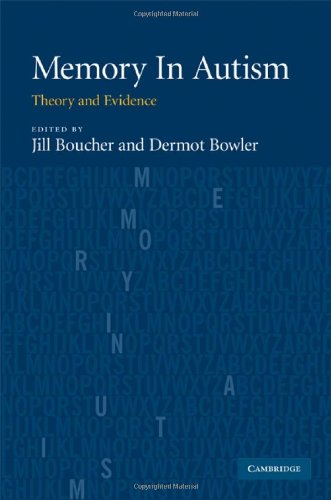 Memory In Autism
Theory and Evidence
EDITED BY
Jill Boucher and Dermot Bowler
CAMBRIDGE